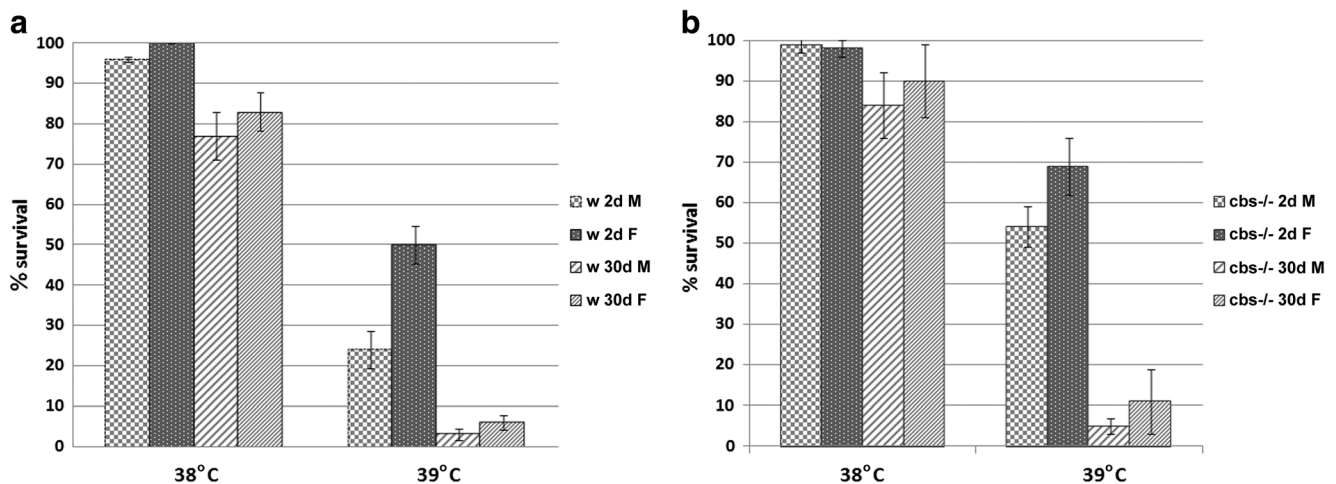 a
100
90
80
70
60
50
40
30
20
10
0
% survival
38°C
39°C
w 2d M
w 2d F
w 30d M
w 30d F
b
100
90
80
70
60
50
40
30
20
10
0
% survival
38°C
39°C
cbs-/- 2d M
cbs-/- 2d F
cbs-/- 30d M
cbs-/- 30d F